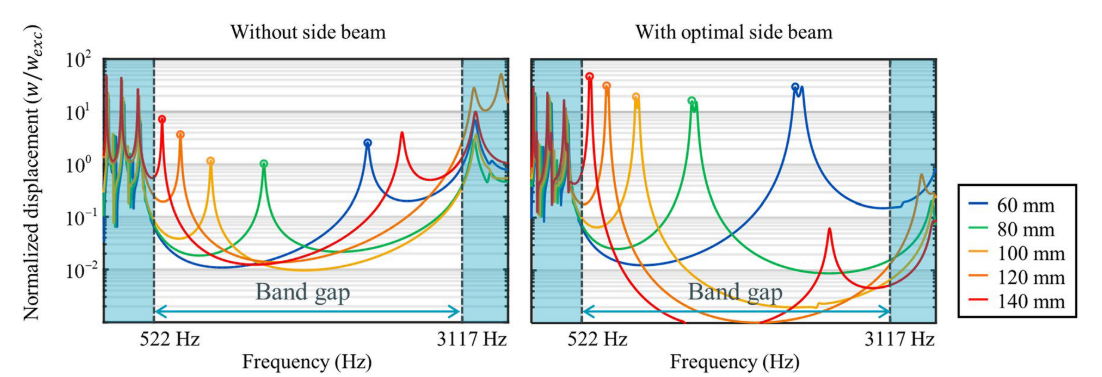 Without side beam
With optimal side beam
Normalized displacement (w/w_exc)
10²
10¹
10⁰
10⁻¹
10⁻²
Band gap
Band gap
522 Hz
3117 Hz
522 Hz
3117 Hz
Frequency (Hz)
Frequency (Hz)
60 mm
80 mm
100 mm
120 mm
140 mm